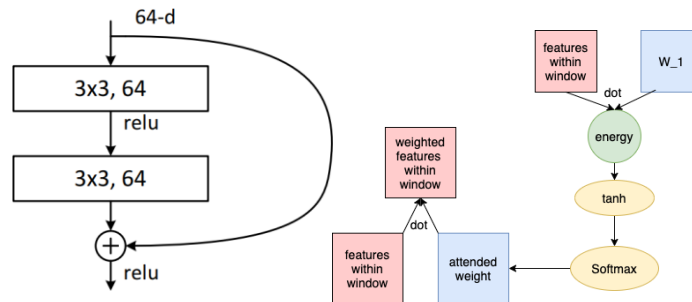 64-d
3x3, 64
relu
3x3, 64
+
relu
features
within
window
W_1
dot
energy
tanh
Softmax
attended
weight
features
within
window
dot
weighted
features
within
window